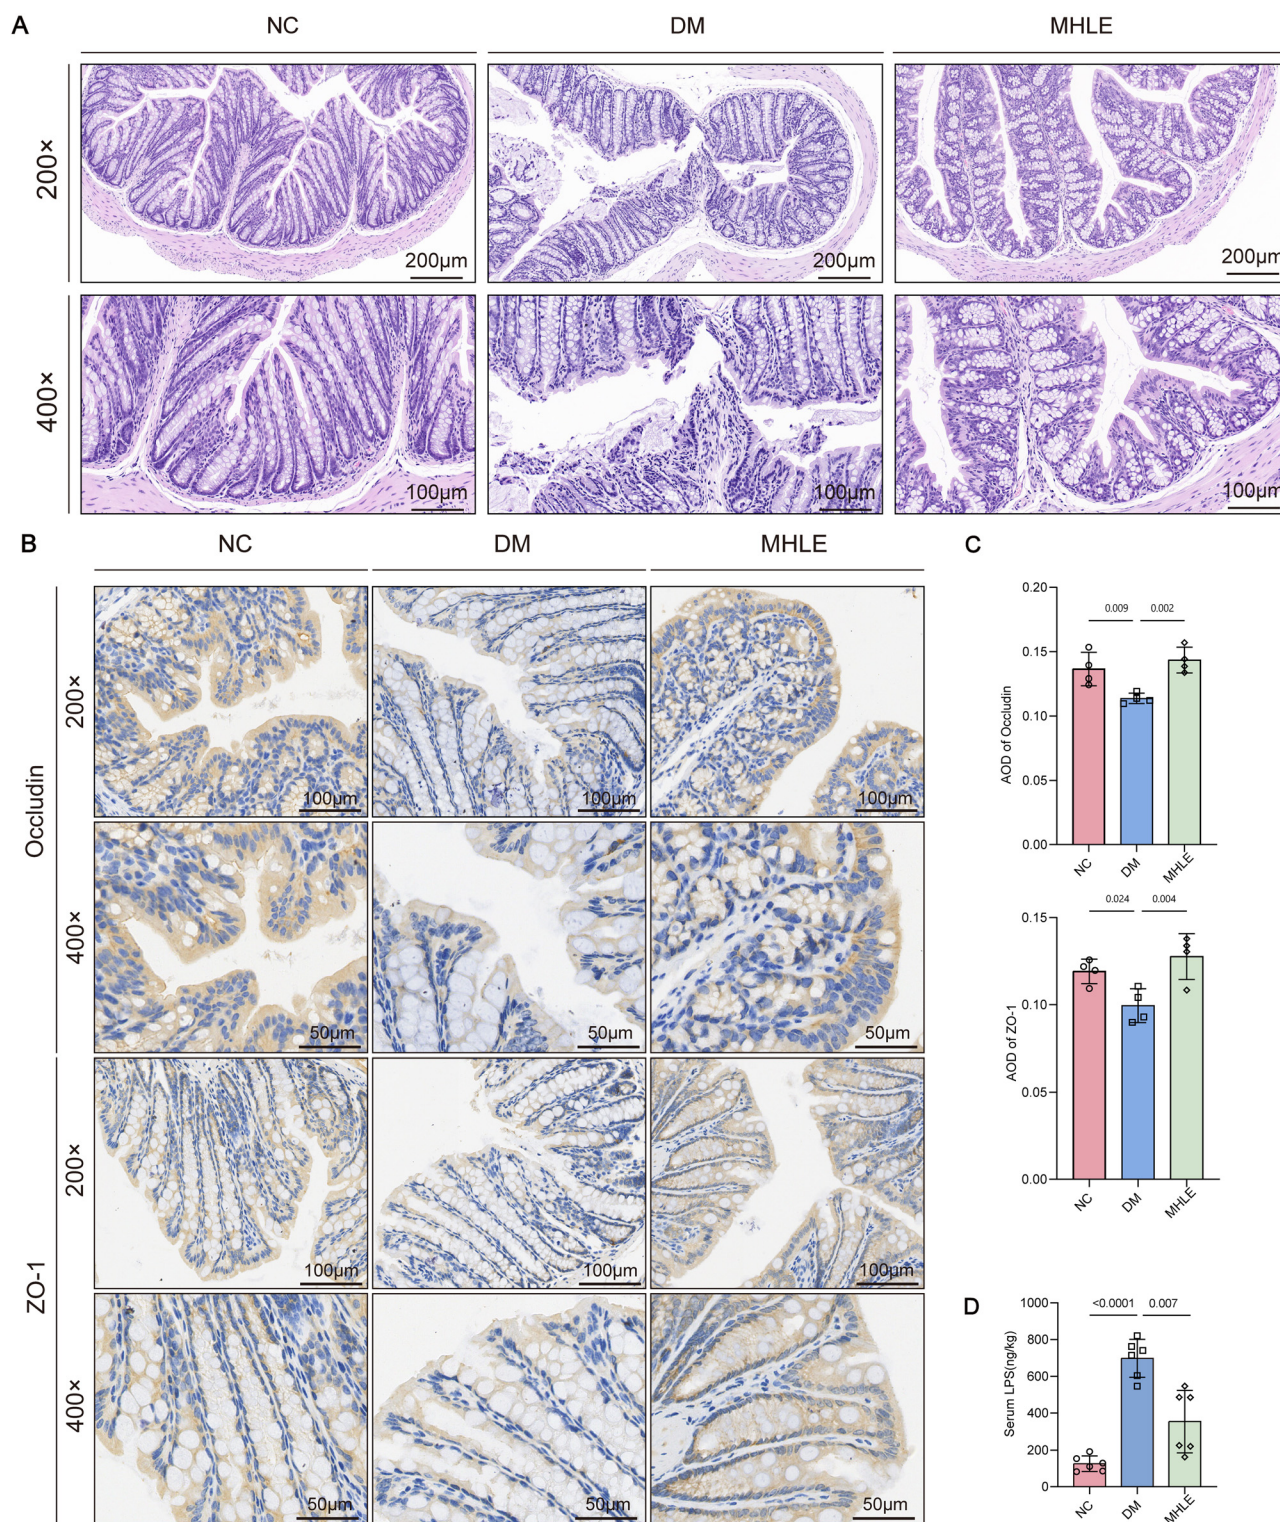 A
NC DM MHLE
200×
200μm 200μm 200μm
400×
100μm 100μm 100μm
B
NC DM MHLE
Occludin
200×
100μm 100μm 100μm
400×
50μm 50μm 50μm
ZO-1
200×
100μm 100μm 100μm
400×
50μm 50μm 50μm
C
AOD of Occludin
0.20
0.15
0.10
0.05
0.00
0.009 0.002
NC DM MHLE
AOD of ZO-1
0.15
0.10
0.05
0.00
0.024 0.004
NC DM MHLE
D
Serum LPS(ng/kg)
1000
800
600
400
200
0
<0.0001 0.007
NC DM MHLE